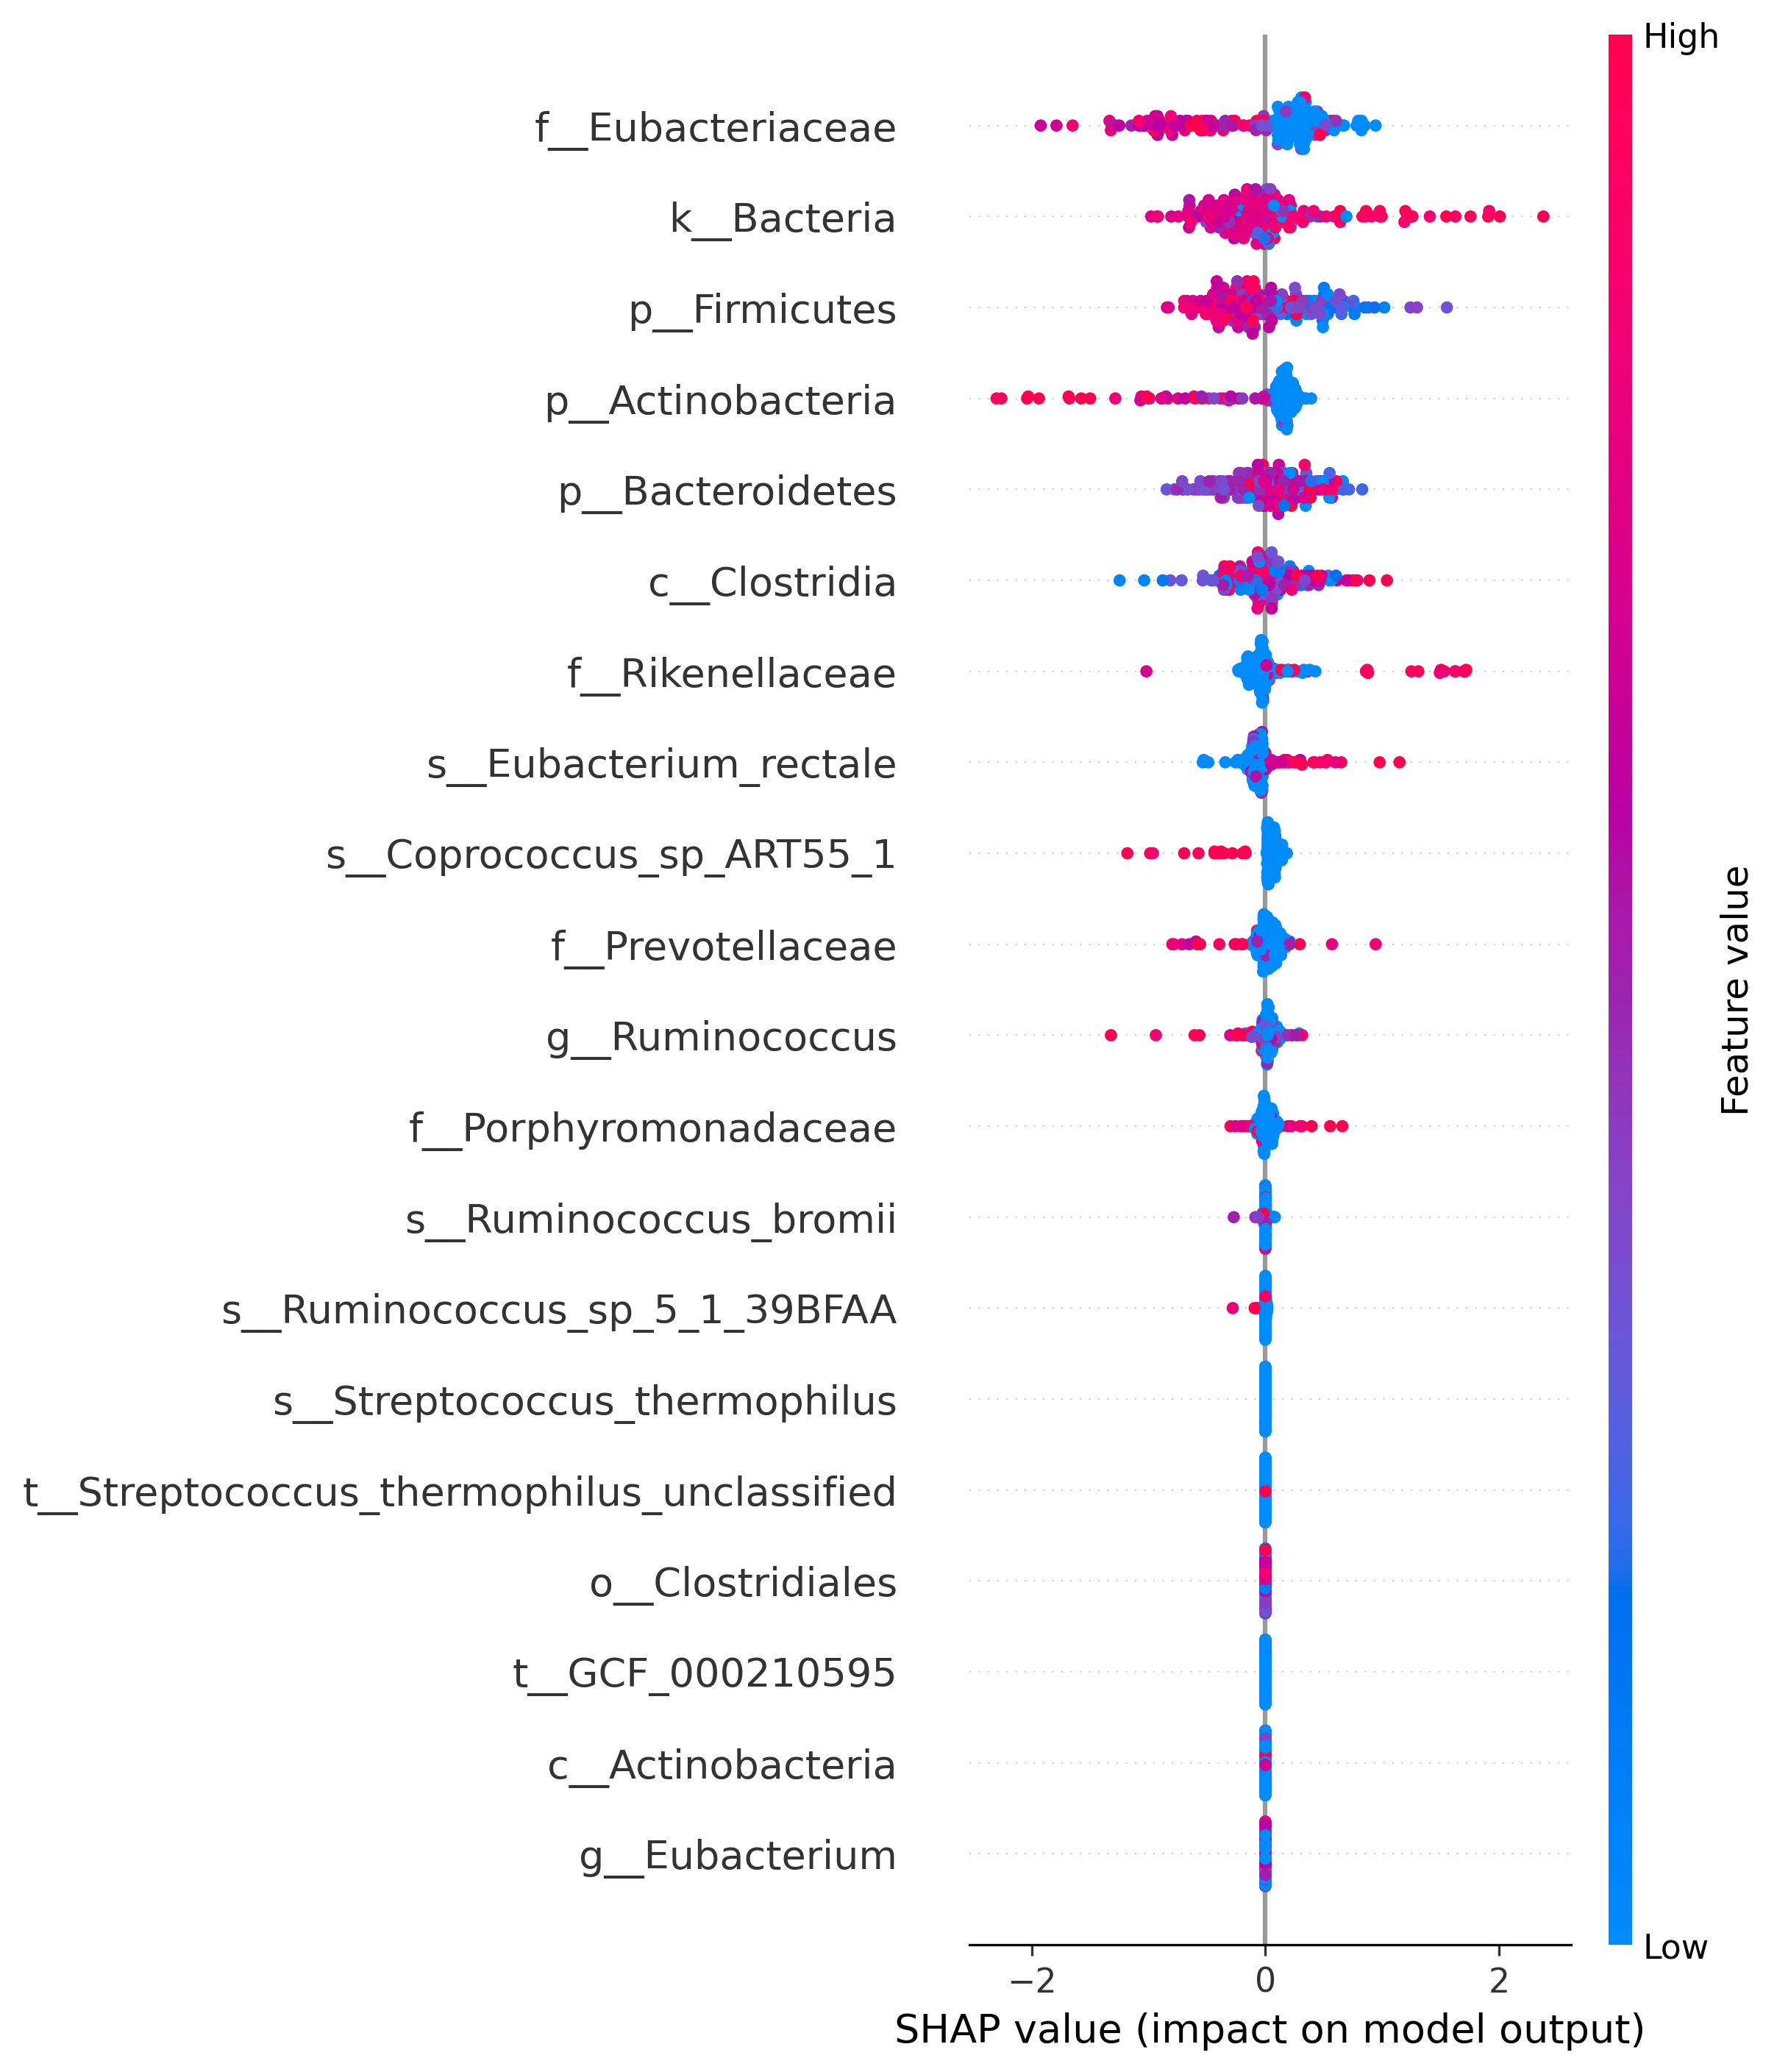 High
f__Eubacteriaceae
k__Bacteria
p__Firmicutes
p__Actinobacteria
p__Bacteroidetes
c__Clostridia
f__Rikenellaceae
s__Eubacterium_rectale
s__Coprococcus_sp_ART55_1
f__Prevotellaceae
g__Ruminococcus
f__Porphyromonadaceae
s__Ruminococcus_bromii
s__Ruminococcus_sp_5_1_39BFAA
s__Streptococcus_thermophilus
t__Streptococcus_thermophilus_unclassified
o__Clostridiales
t__GCF_000210595
c__Actinobacteria
g__Eubacterium
Feature value
Low
−2 0 2
SHAP value (impact on model output)